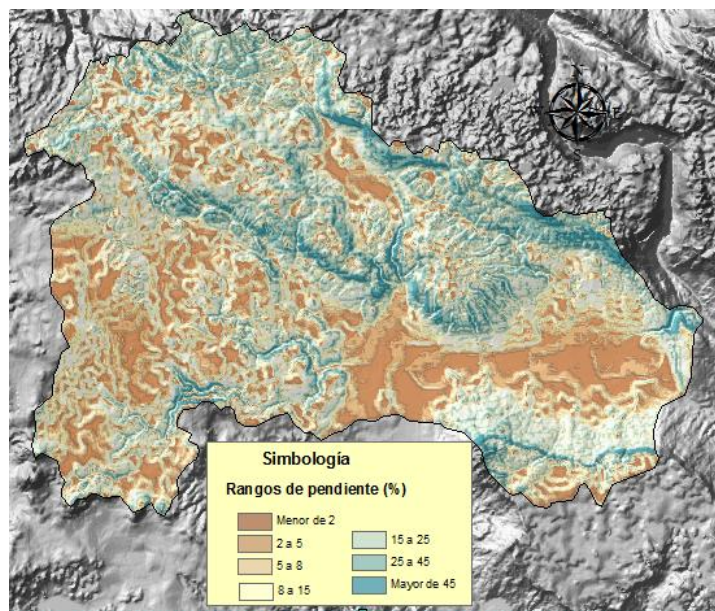 Simbología
Rangos de pendiente (%)
Menor de 2
2 a 5
5 a 8
8 a 15
15 a 25
25 a 45
Mayor de 45